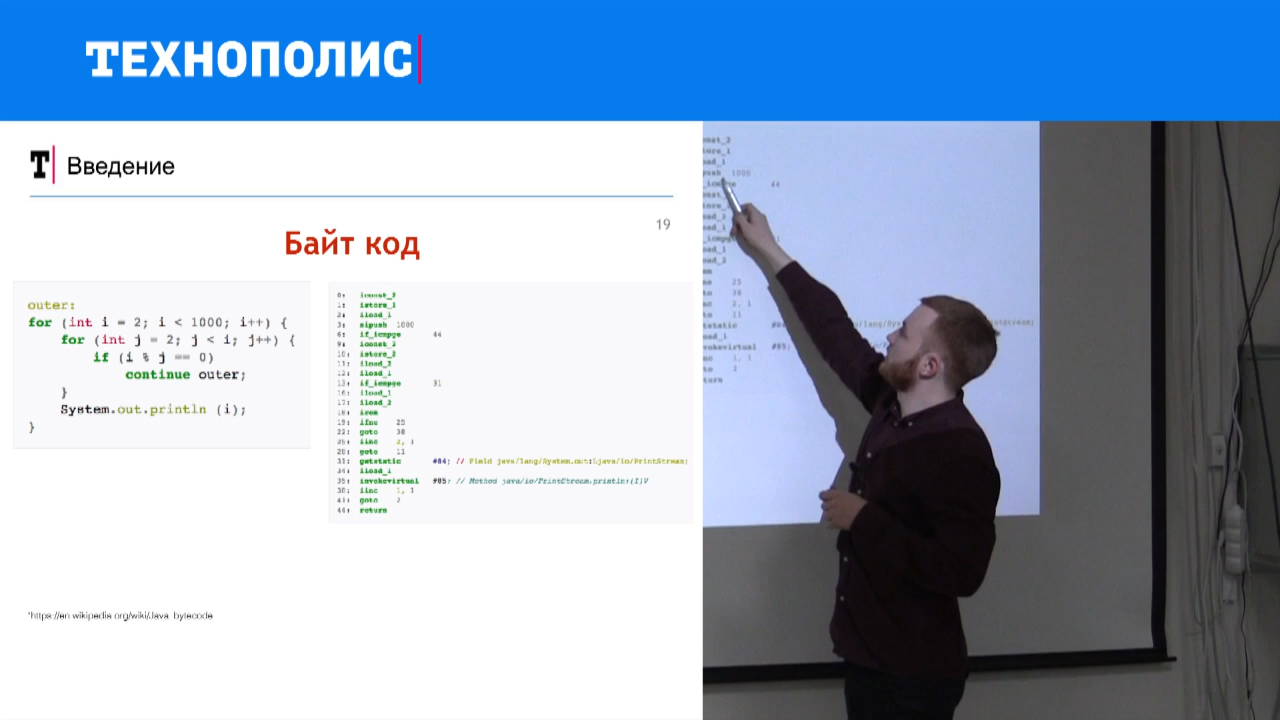 ТЕХНОПОЛИС
T Введение
19
Байт код
outer:
for (int i = 2; i < 1000; i++) {
for (int j = 2; j < i; j++) {
if (i % j == 0)
continue outer;
}
System.out.println (i);
}
0: iconst_2
1: istore_1
2: iload_1
3: sipush 1000
6: if_icmpge 44
9: iconst_2
10: istore_2
11: iload_2
12: iload_1
13: if_icmpge 31
16: iload_1
17: iload_2
18: irem
19: ifne 25
22: goto 38
25: iinc 2, 1
28: goto 11
31: getstatic #84; // Field java/lang/System.out:Ljava/io/PrintStream;
34: iload_1
35: invokevirtual #85; // Method java/io/PrintStream.println:(I)V
38: iinc 1, 1
41: goto 2
44: return
*https://en.wikipedia.org/wiki/Java_bytecode